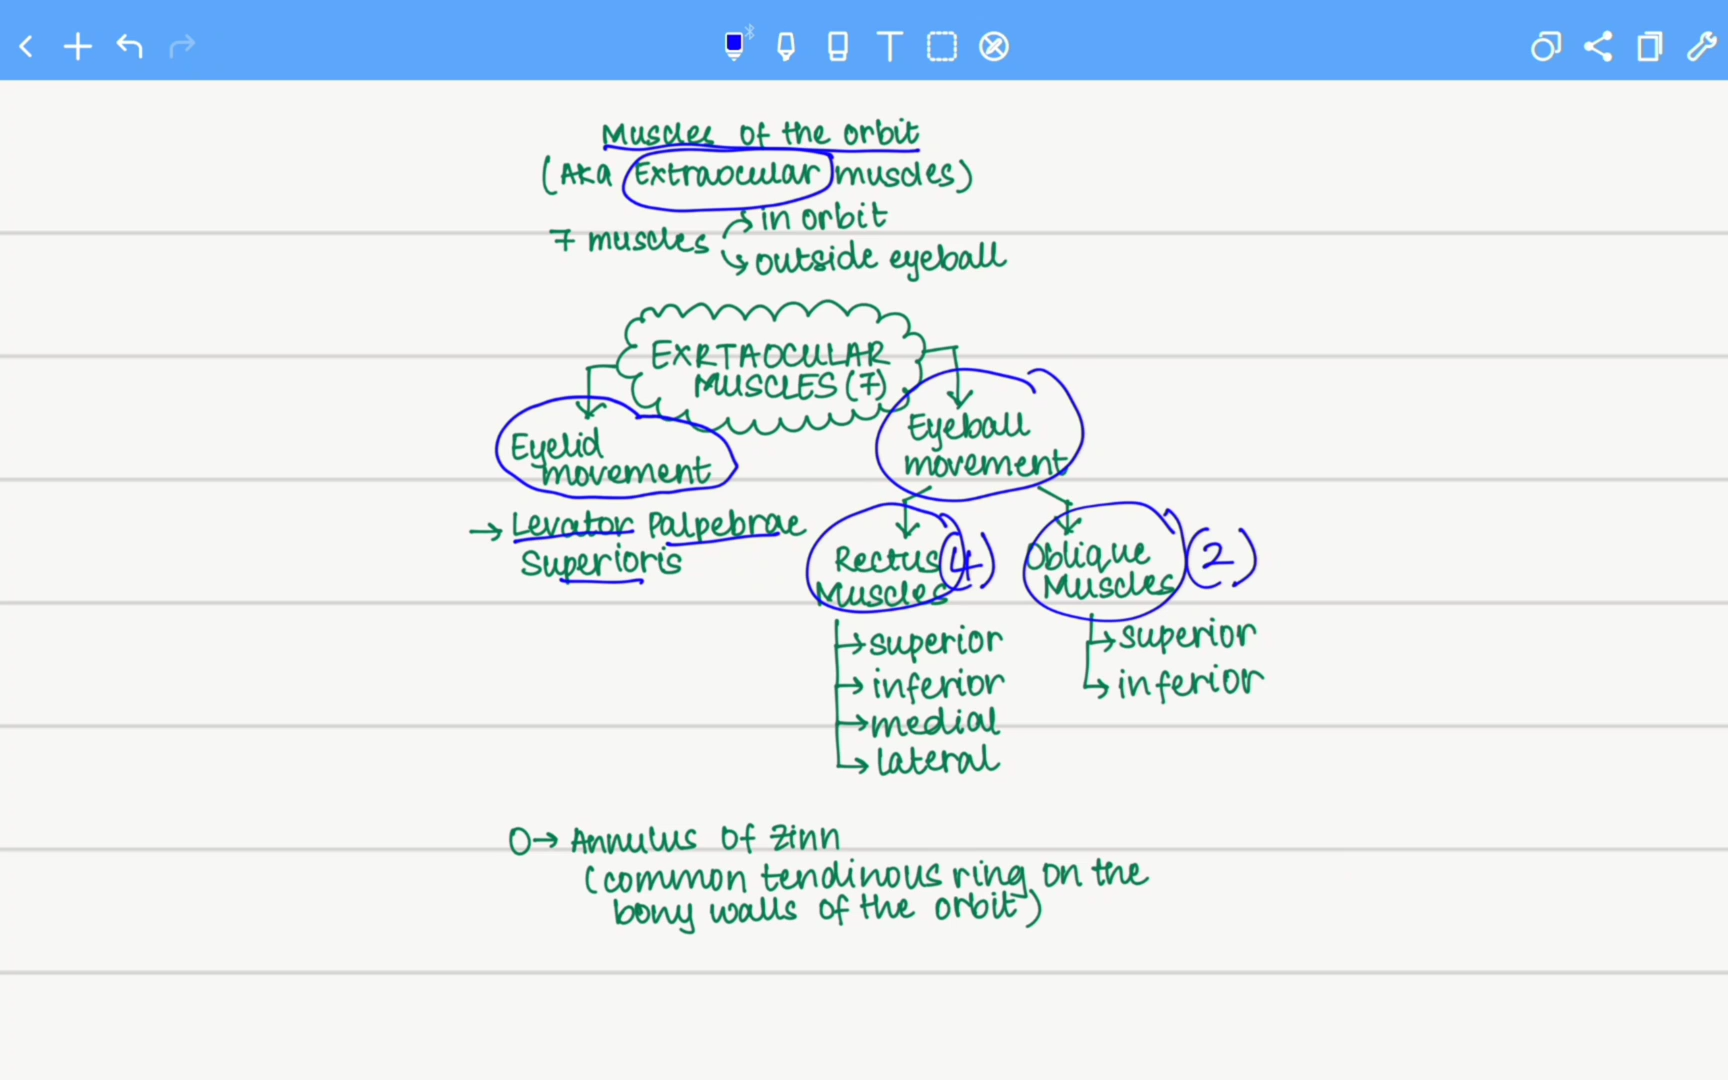 Muscles of the orbit
(AKA Extraocular muscles)
7 muscles → in orbit
→ outside eyeball
EXRTAOCULAR
MUSCLES (7)
Eyelid
movement
Eyeball
movement
→ Levator Palpebrae
Superioris
Rectus (4)
Muscles
→ superior
→ inferior
→ medial
→ lateral
Oblique (2)
Muscles
→ superior
→ inferior
O→ Annulus of Zinn
(common tendinous ring on the
bony walls of the orbit)